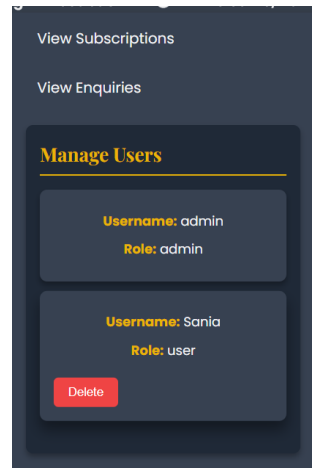 View Subscriptions
View Enquiries
Manage Users
Username: admin
Role: admin
Username: Sania
Role: user
Delete